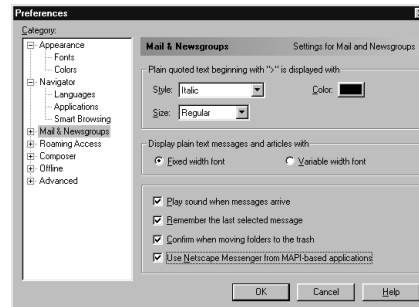 Preferences
Category:
Appearance
Fonts
Colors
Navigator
Languages
Applications
Smart Browsing
Mail & Newsgroups
Roaming Access
Composer
Offline
Advanced
Mail & Newsgroups Settings for Mail and Newsgroups
Plain quoted text beginning with ">" is displayed with
Style: Italic Color:
Size: Regular
Display plain text messages and articles with
Fixed width font Variable width font
Play sound when messages arrive
Remember the last selected message
Confirm when moving folders to the trash
Use Netscape Messenger from MAPI-based applications
OK Cancel Help